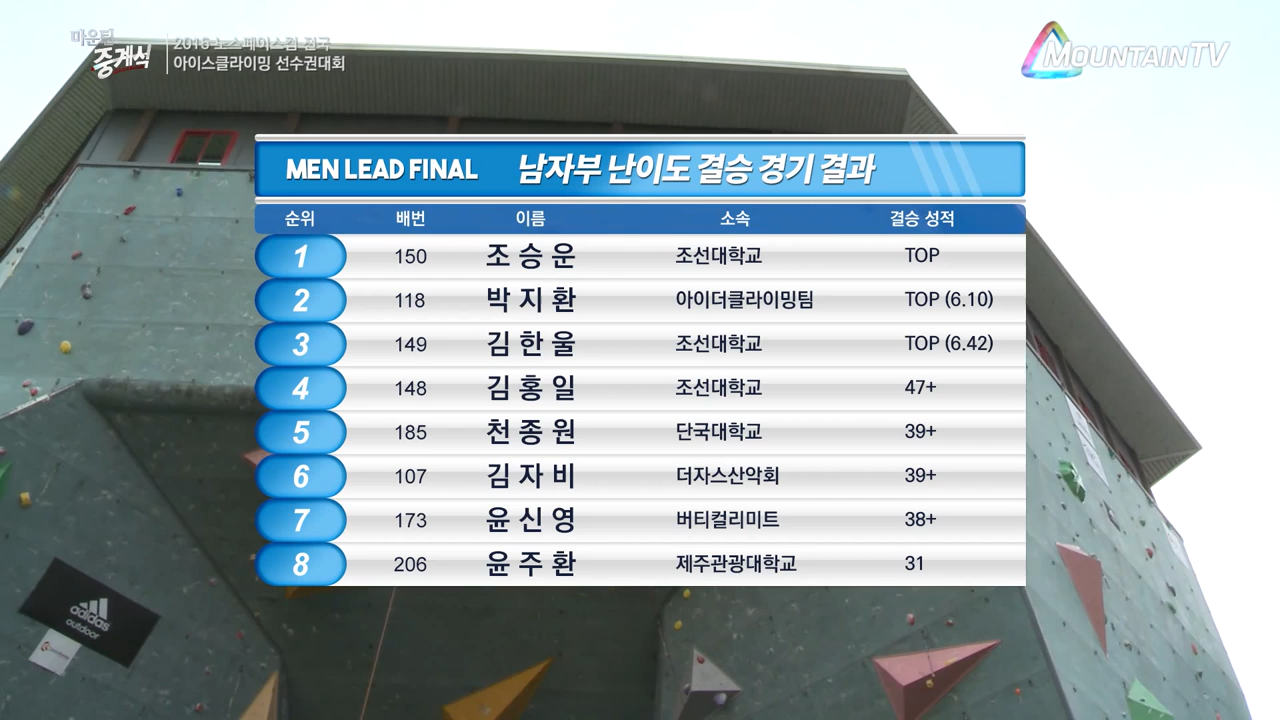 마운틴
중계석
2016 노스페이스컵 전국
아이스클라이밍 선수권대회
MOUNTAINTV
MEN LEAD FINAL 남자부 난이도 결승 경기 결과
순위 배번 이름 소속 결승 성적
1 150 조승운 조선대학교 TOP
2 118 박지환 아이더클라이밍팀 TOP (6.10)
3 149 김한울 조선대학교 TOP (6.42)
4 148 김홍일 조선대학교 47+
5 185 천종원 단국대학교 39+
6 107 김자비 더자스산악회 39+
7 173 윤신영 버티컬리미트 38+
8 206 윤주환 제주관광대학교 31
adidas
outdoor